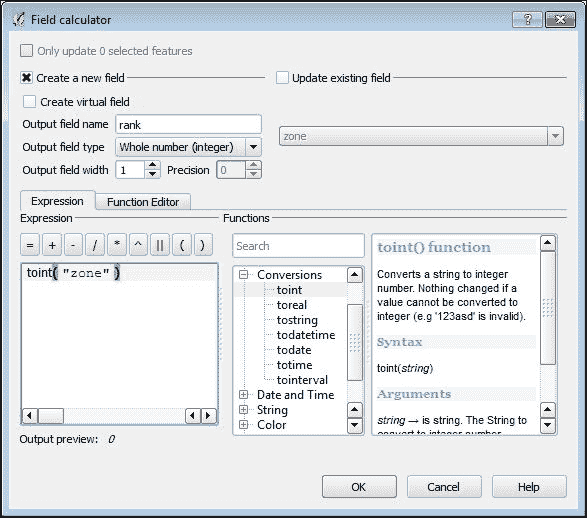 Field calculator
Only update 0 selected features
Create a new field
Update existing field
Create virtual field
Output field name rank
zone
Output field type Whole number (integer)
Output field width 1 Precision 0
Expression Function Editor
Expression
Functions
= + - / * ^ || ( )
Search
toint( "zone" )
Conversions
toint
toreal
tostring
todatetime
todate
totime
tointerval
Date and Time
String
Color
toint() function
Converts a string to integer
number. Nothing changed if a
value cannot be converted to
integer (e.g '123asd' is invalid).
Syntax
toint(string)
Arguments
string → is string. The String to
convert to integer number
Output preview: 0
OK Cancel Help